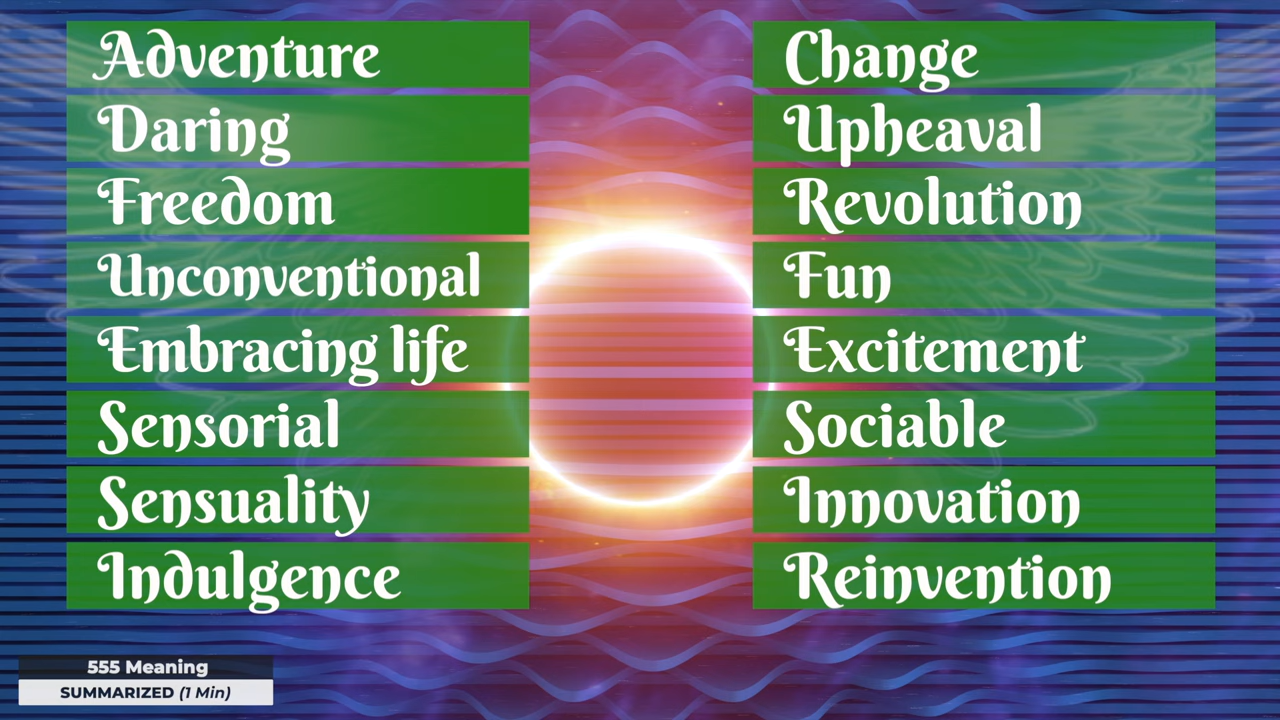 Adventure
Daring
Freedom
Unconventional
Embracing life
Sensorial
Sensuality
Indulgence
Change
Upheaval
Revolution
Fun
Excitement
Sociable
Innovation
Reinvention
555 Meaning
SUMMARIZED (1 Min)